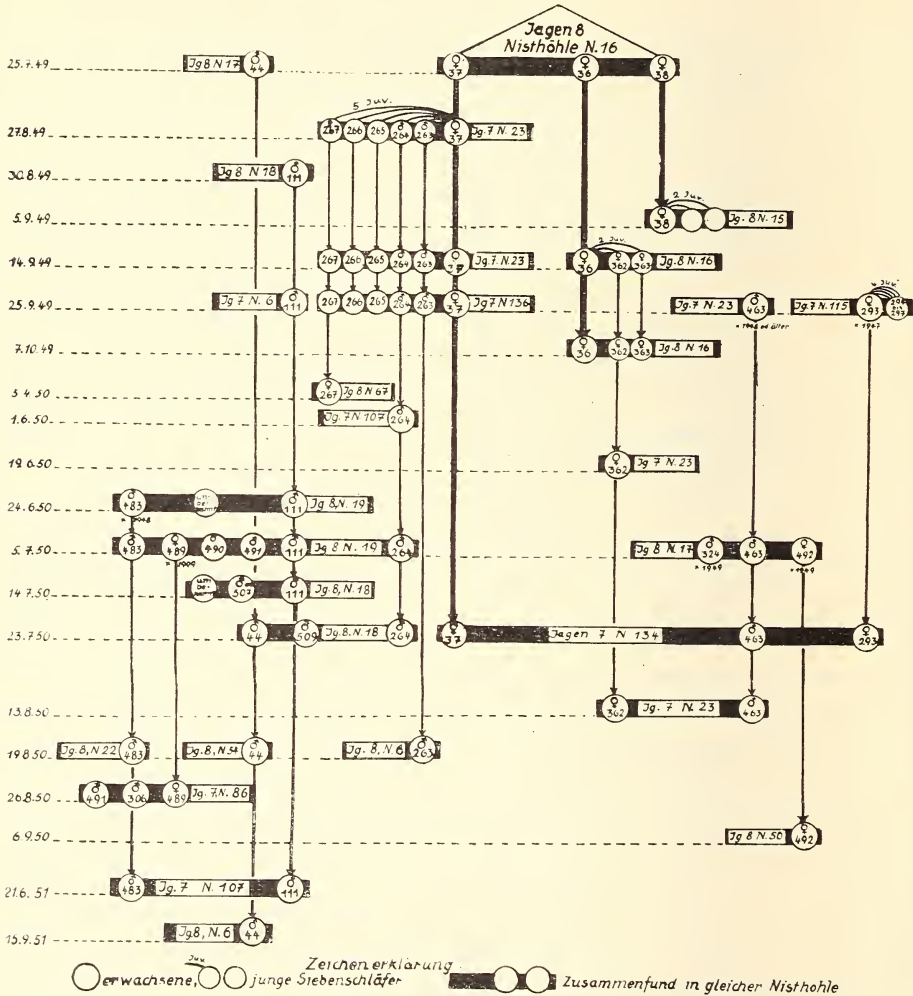 Jagen 8
Nisthöhle N.16
25.7.49 Jg 8 N 17 ♂ 44 ♀ 37 ♀ 36 ♀ 38
5 Juv.
27.8.49 267 266 265 264 263 ♀ 37 Jg. 7 N. 23
30.8.49 Jg 8 N 18 ♂ 111
2 Juv.
5.9.49 ♀ 38 Jg. 8 N. 15
2 Juv.
14.9.49 267 266 265 264 263 37 Jg. 7 N. 23 ♀ 36 ♀ 362 ♀ 363 Jg. 8 N. 16
Juv.
25.9.49 Jg 7 N. 6 ♂ 111 267 266 265 264 263 37 Jg 7 N 136 Jg. 7 N. 23 ♂ 463 Jg. 7 N. 115 ♀ 293 294 297
* 1947
7.10.49 ♀ 36 ♀ 362 ♀ 363 Jg. 8 N 16
3 4.50 ♀ 267 Jg 8 N 67
1.6.50 Jg. 7 N 107 ♂ 264
19.6.50 ♀ 362 Jg 7 N. 23
24.6.50 ♂ 483 ♂ 111 Jg 8, N. 19
* 1948
5.7.50 ♂ 483 ♀ 489 490 ♂ 491 ♂ 111 Jg 8 N. 19 ♂ 264 Jg 8 N. 17 ♂ 324 ♂ 463 ♀ 492
* 1949 * 1949
14.7.50 507 ♂ 111 Jg. 8, N. 18
23.7.50 ♂ 44 ♂ 509 Jg. 8, N. 18 ♂ 264 ♀ 37 Jagen 7 N 134 ♂ 463 ♀ 293
13.8.50 ♀ 362 Jg. 7 N. 23 ♂ 463
19.8.50 Jg. 8, N 22 ♂ 483 Jg. 8, N 54 ♂ 44 Jg. 8, N. 6 ♂ 263
26.8.50 ♂ 491 ♂ 306 ♀ 489 Jg. 7. N. 86
6.9.50 Jg 8 N. 50 ♀ 492
21.6.51 ♂ 483 Jg. 7 N. 107 ♂ 111
15.9.51 Jg 8, N. 6 ♂ 44
Zeichenerklärung
erwachsene, Juv. junge Siebenschläfer Zusammenfund in gleicher Nisthöhle